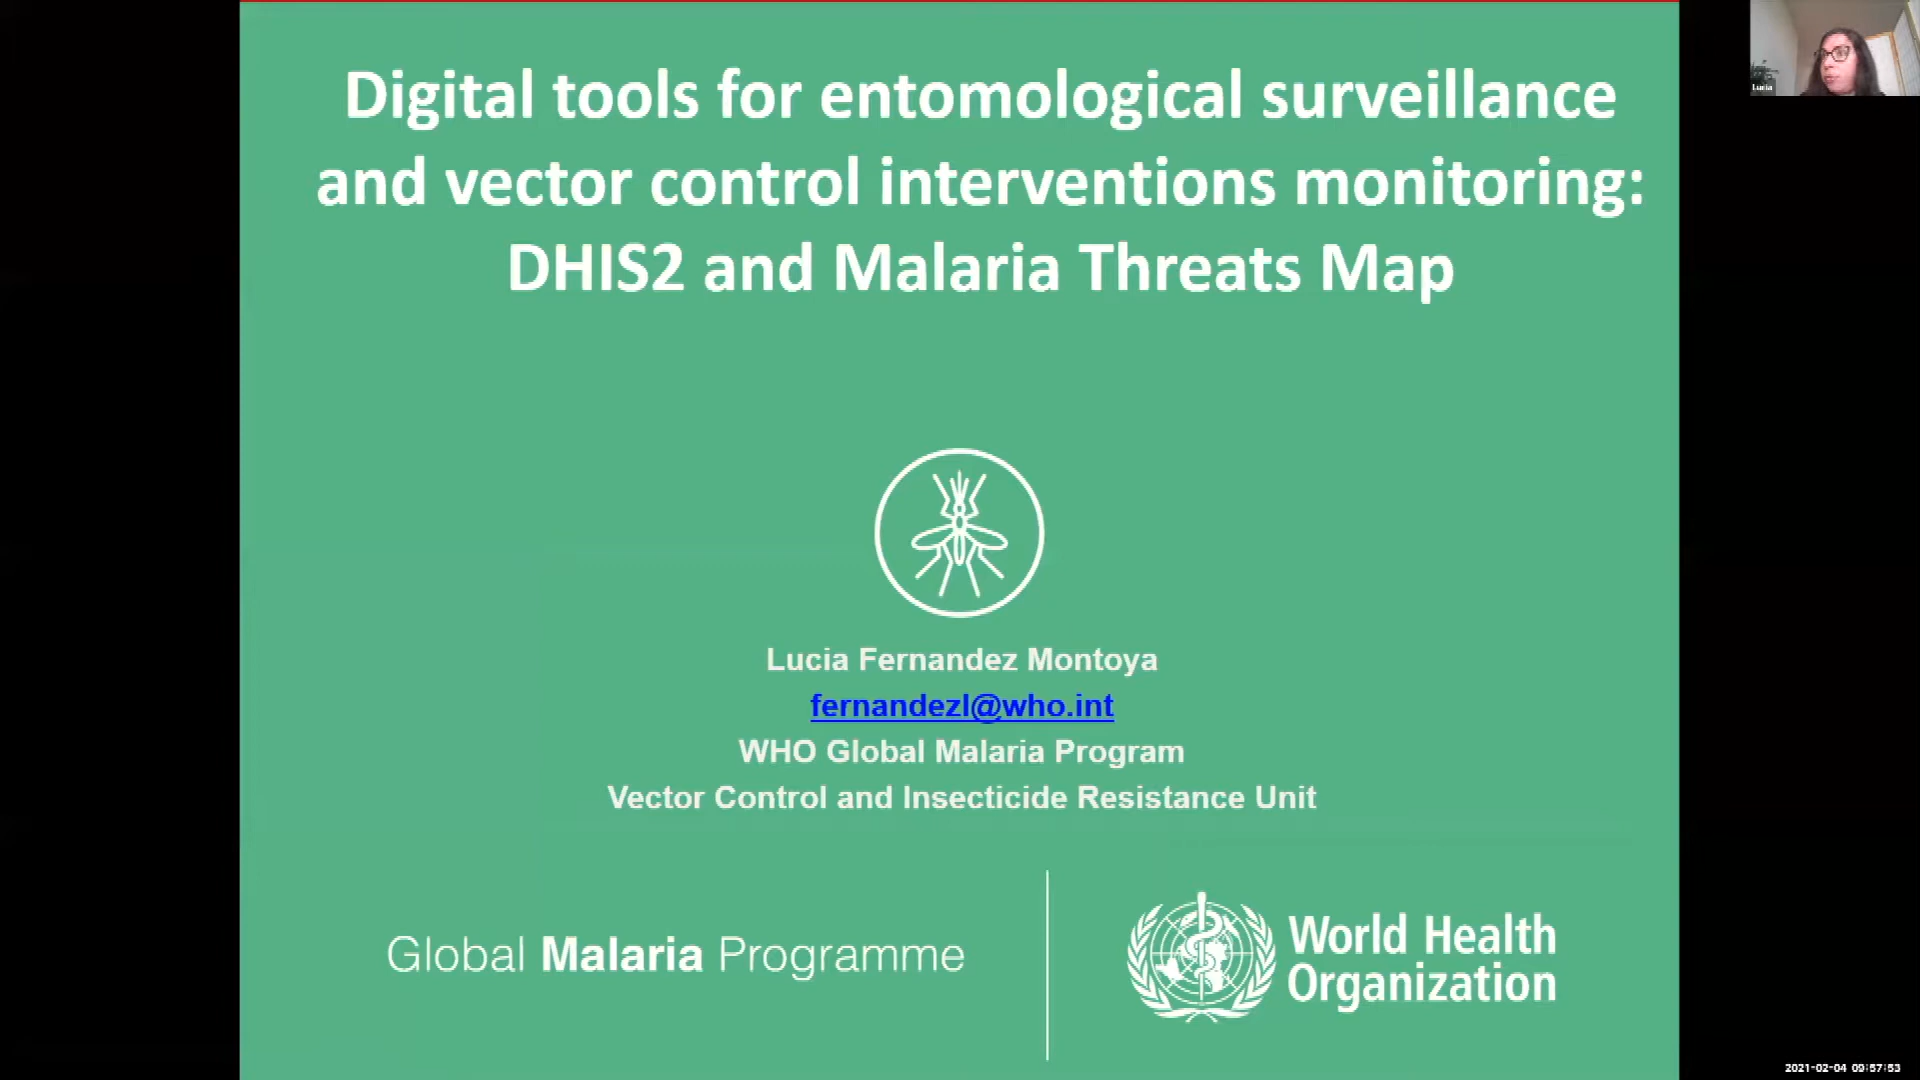 Digital tools for entomological surveillance
and vector control interventions monitoring:
DHIS2 and Malaria Threats Map
Lucia Fernandez Montoya
fernandezl@who.int
WHO Global Malaria Program
Vector Control and Insecticide Resistance Unit
Global Malaria Programme
World Health
Organization
Lucia
2021-02-04 09:57:53